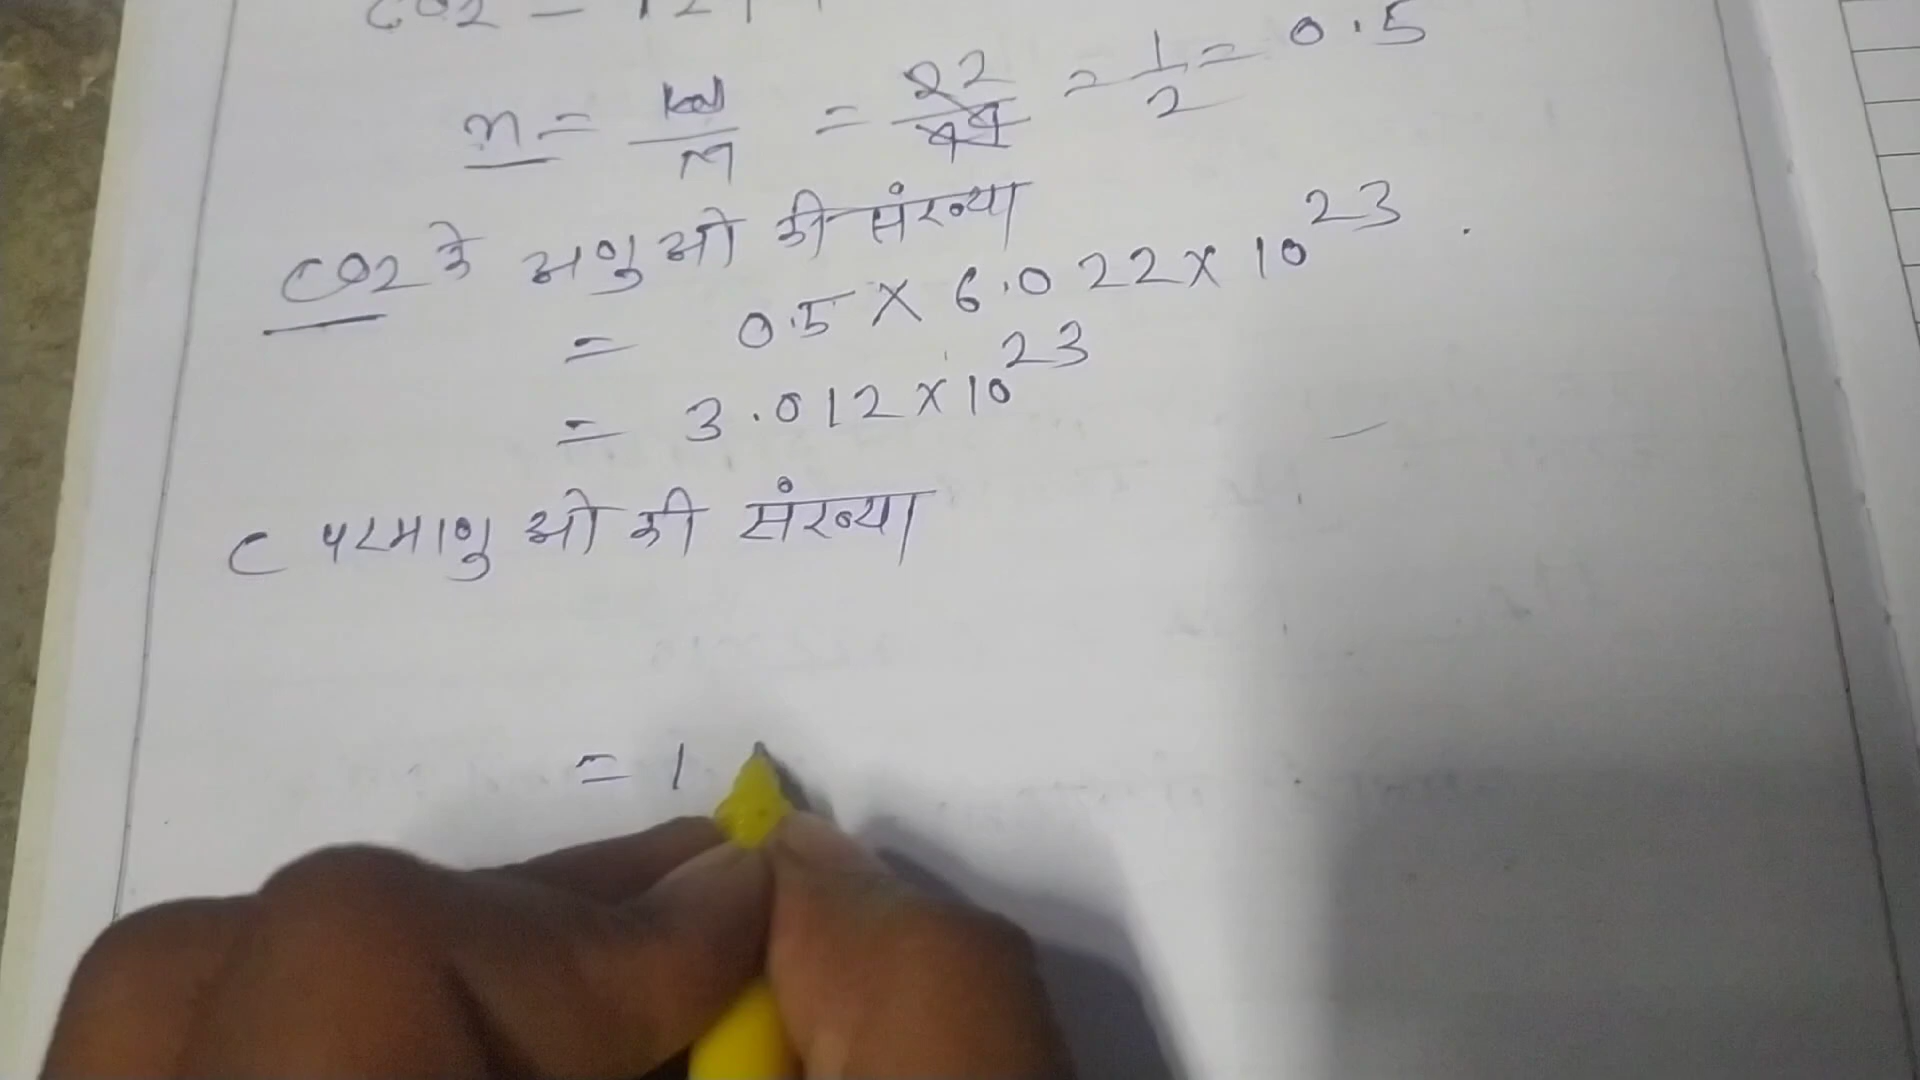 n = w/M = 22/44 = 1/2 = 0.5
CO2 के अणुओ की संख्या
= 0.5 × 6.022 × 10^23
= 3.012 × 10^23
C परमाणुओ की संख्या
= 1